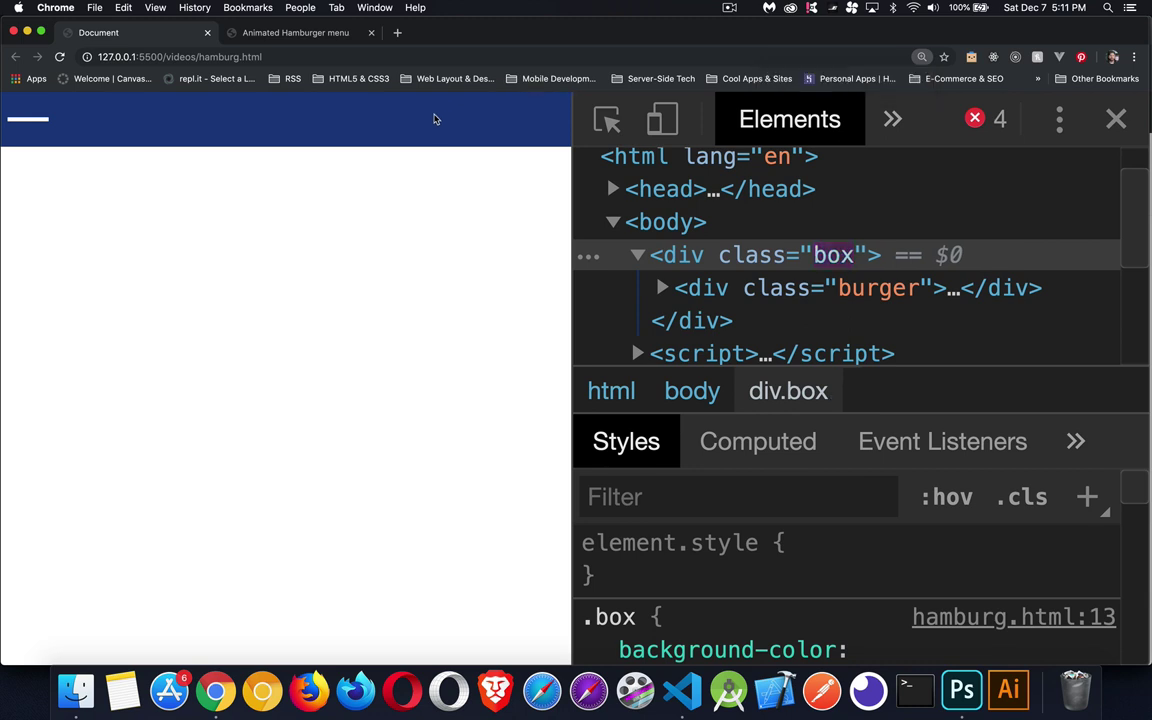 Chrome File Edit View History Bookmarks People Tab Window Help 100% Sat Dec 7 5:11 PM
Document Animated Hamburger menu
127.0.0.1:5500/videos/hamburg.html
Apps Welcome | Canvas... repl.it - Select a L... RSS HTML5 & CSS3 Web Layout & Des... Mobile Developm... Server-Side Tech Cool Apps & Sites Personal Apps | H... E-Commerce & SEO » Other Bookmarks
Elements » 4
<html lang="en">
<head>…</head>
<body>
... <div class="box"> == $0
<div class="burger">…</div>
</div>
<script>…</script>
html body div.box
Styles Computed Event Listeners »
Filter :hov .cls +
element.style {
}
.box { hamburg.html:13
background-color:
6
>_ Ps Ai